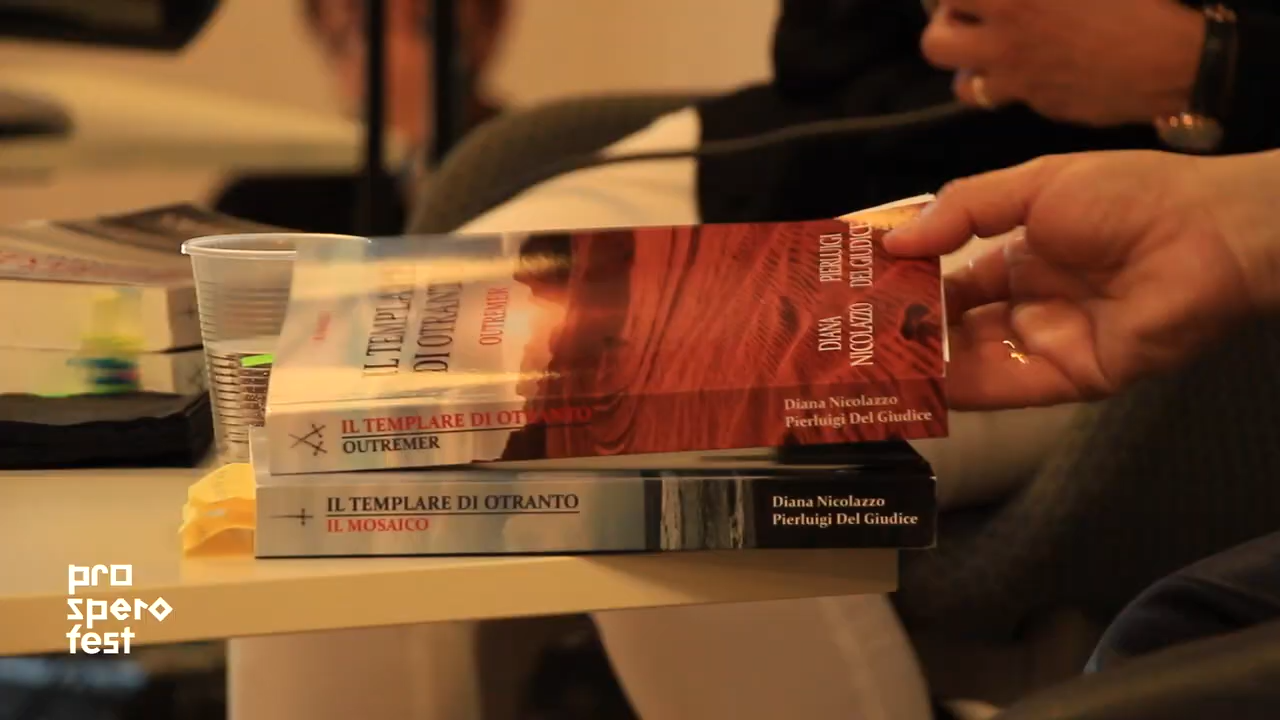 IL TEMPLARE
DI OTRANTO
OUTREMER
DIANA
NICOLAZZO
PIERLUIGI
DEL GIUDICE
IL TEMPLARE DI OTRANTO
OUTREMER
Diana Nicolazzo
Pierluigi Del Giudice
IL TEMPLARE DI OTRANTO
IL MOSAICO
Diana Nicolazzo
Pierluigi Del Giudice
pro
spero
fest